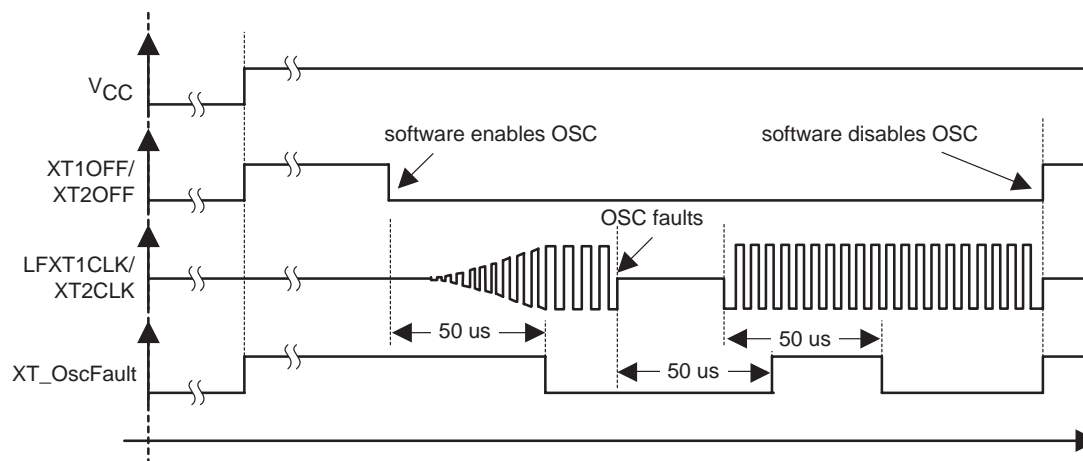 VCC
software enables OSC
software disables OSC
XT1OFF/
XT2OFF
OSC faults
LFXT1CLK/
XT2CLK
50 us
50 us
50 us
XT_OscFault